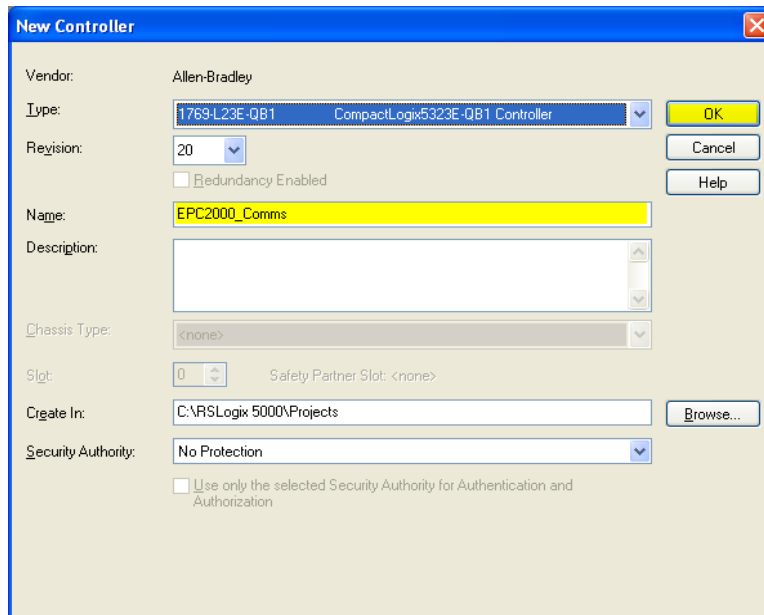 New Controller
Vendor: Allen-Bradley
Type: 1769-L23E-QB1 CompactLogix5323E-QB1 Controller OK
Revision: 20 Cancel
Redundancy Enabled Help
Name: EPC2000_Comms
Description:
Chassis Type: <none>
Slot: 0 Safety Partner Slot: <none>
Create In: C:\RSLogix 5000\Projects Browse...
Security Authority: No Protection
Use only the selected Security Authority for Authentication and
Authorization